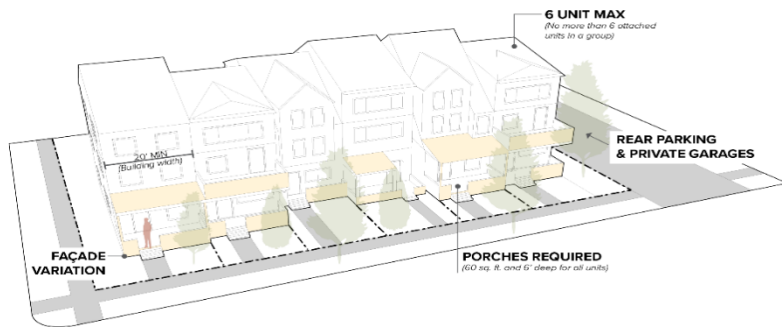 6 UNIT MAX
(No more than 6 attached
units in a group)
20' MIN
(Building width)
REAR PARKING
& PRIVATE GARAGES
FAÇADE
VARIATION
PORCHES REQUIRED
(60 sq. ft. and 6' deep for all units)